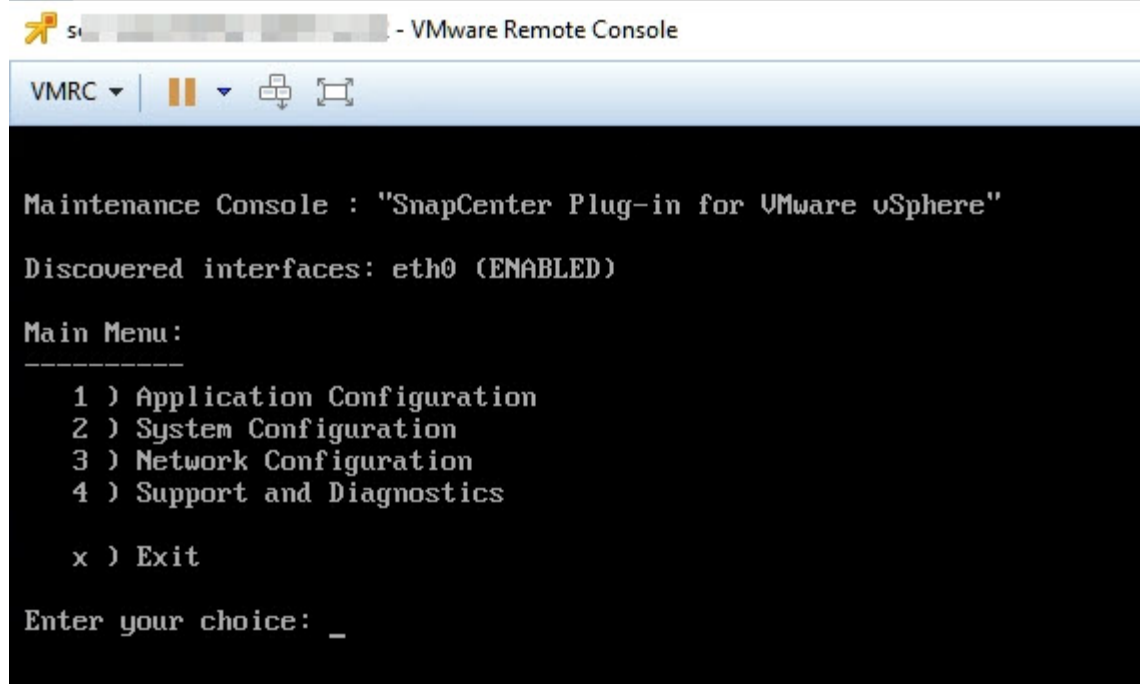 - VMware Remote Console
VMRC
Maintenance Console : "SnapCenter Plug-in for VMware vSphere"
Discovered interfaces: eth0 (ENABLED)
Main Menu:
----------
1 ) Application Configuration
2 ) System Configuration
3 ) Network Configuration
4 ) Support and Diagnostics
x ) Exit
Enter your choice: _